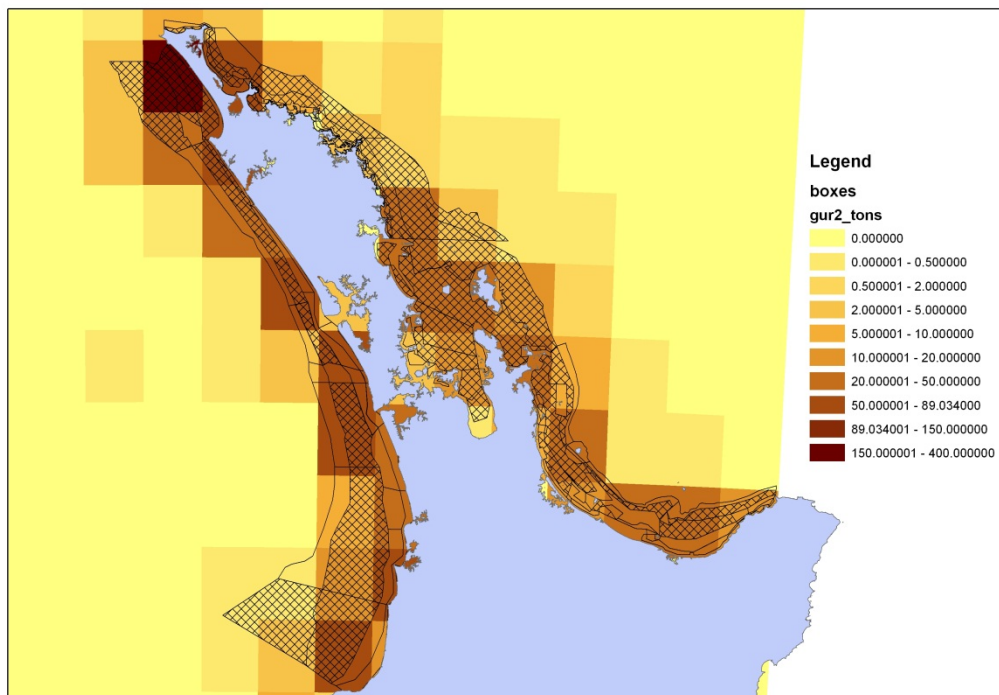 Legend
boxes
gur2_tons
0.000000
0.000001 - 0.500000
0.500001 - 2.000000
2.000001 - 5.000000
5.000001 - 10.000000
10.000001 - 20.000000
20.000001 - 50.000000
50.000001 - 89.034000
89.034001 - 150.000000
150.000001 - 400.000000